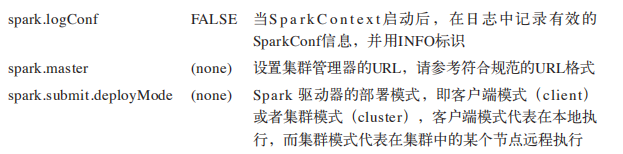 spark.logConf FALSE 当SparkContext启动后，在日志中记录有效的
SparkConf信息，并用INFO标识
spark.master (none) 设置集群管理器的URL，请参考符合规范的URL格式
spark.submit.deployMode (none) Spark 驱动器的部署模式，即客户端模式（client）
或者集群模式（cluster），客户端模式代表在本地执
行，而集群模式代表在集群中的某个节点远程执行